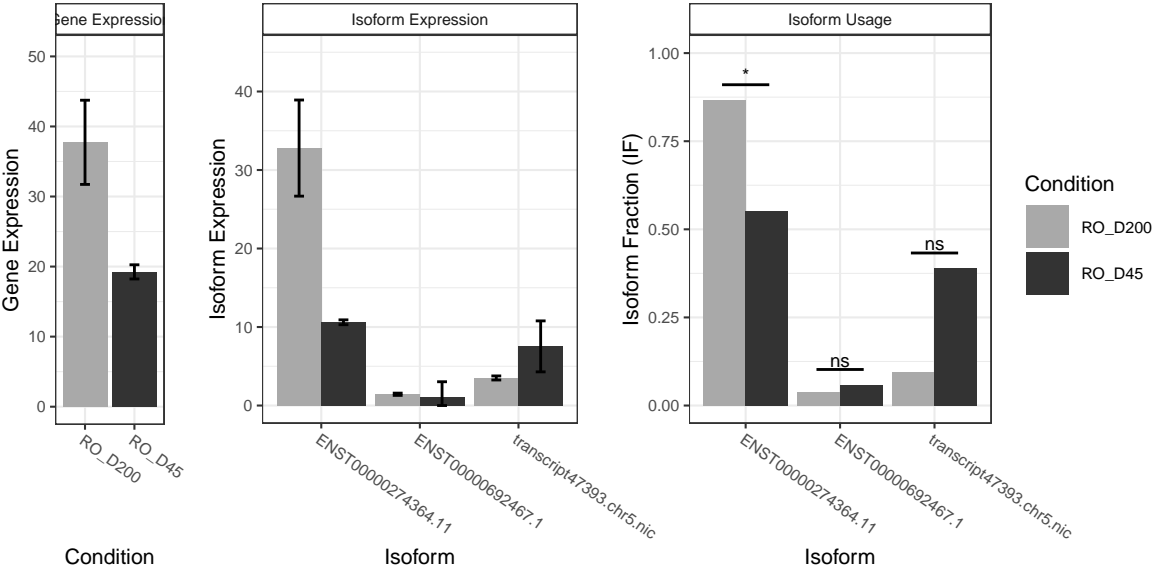 Gene Expression
Isoform Expression
Isoform Usage
Gene Expression
50
40
30
20
10
0
RO_D200
RO_D45
Condition
Isoform Expression
40
30
20
10
0
ENST00000274364.11
ENST00000692467.1
transcript47393.chr5.nic
Isoform
Isoform Fraction (IF)
1.00
0.75
0.50
0.25
0.00
*
ns
ns
ENST00000274364.11
ENST00000692467.1
transcript47393.chr5.nic
Isoform
Condition
RO_D200
RO_D45